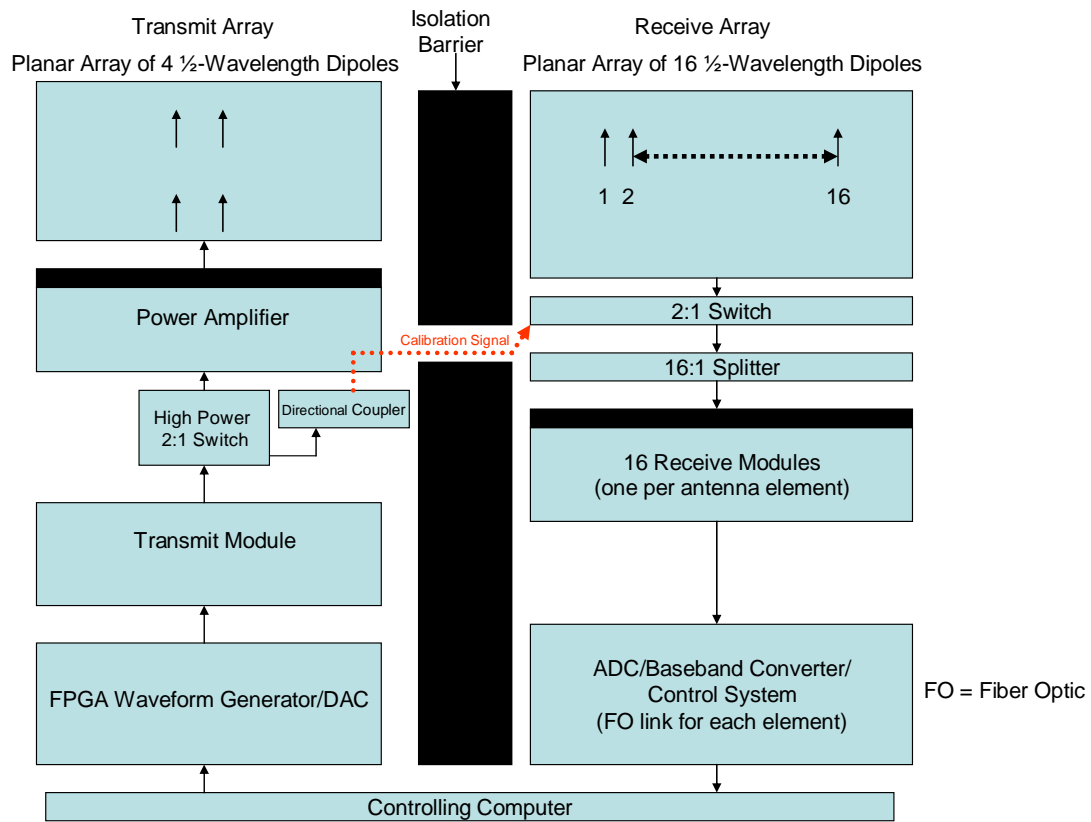 Transmit Array
Planar Array of 4 ½-Wavelength Dipoles
Isolation
Barrier
Receive Array
Planar Array of 16 ½-Wavelength Dipoles
1 2 16
Power Amplifier
2:1 Switch
Calibration Signal
16:1 Splitter
High Power
2:1 Switch
Directional Coupler
16 Receive Modules
(one per antenna element)
Transmit Module
FPGA Waveform Generator/DAC
ADC/Baseband Converter/
Control System
(FO link for each element)
FO = Fiber Optic
Controlling Computer